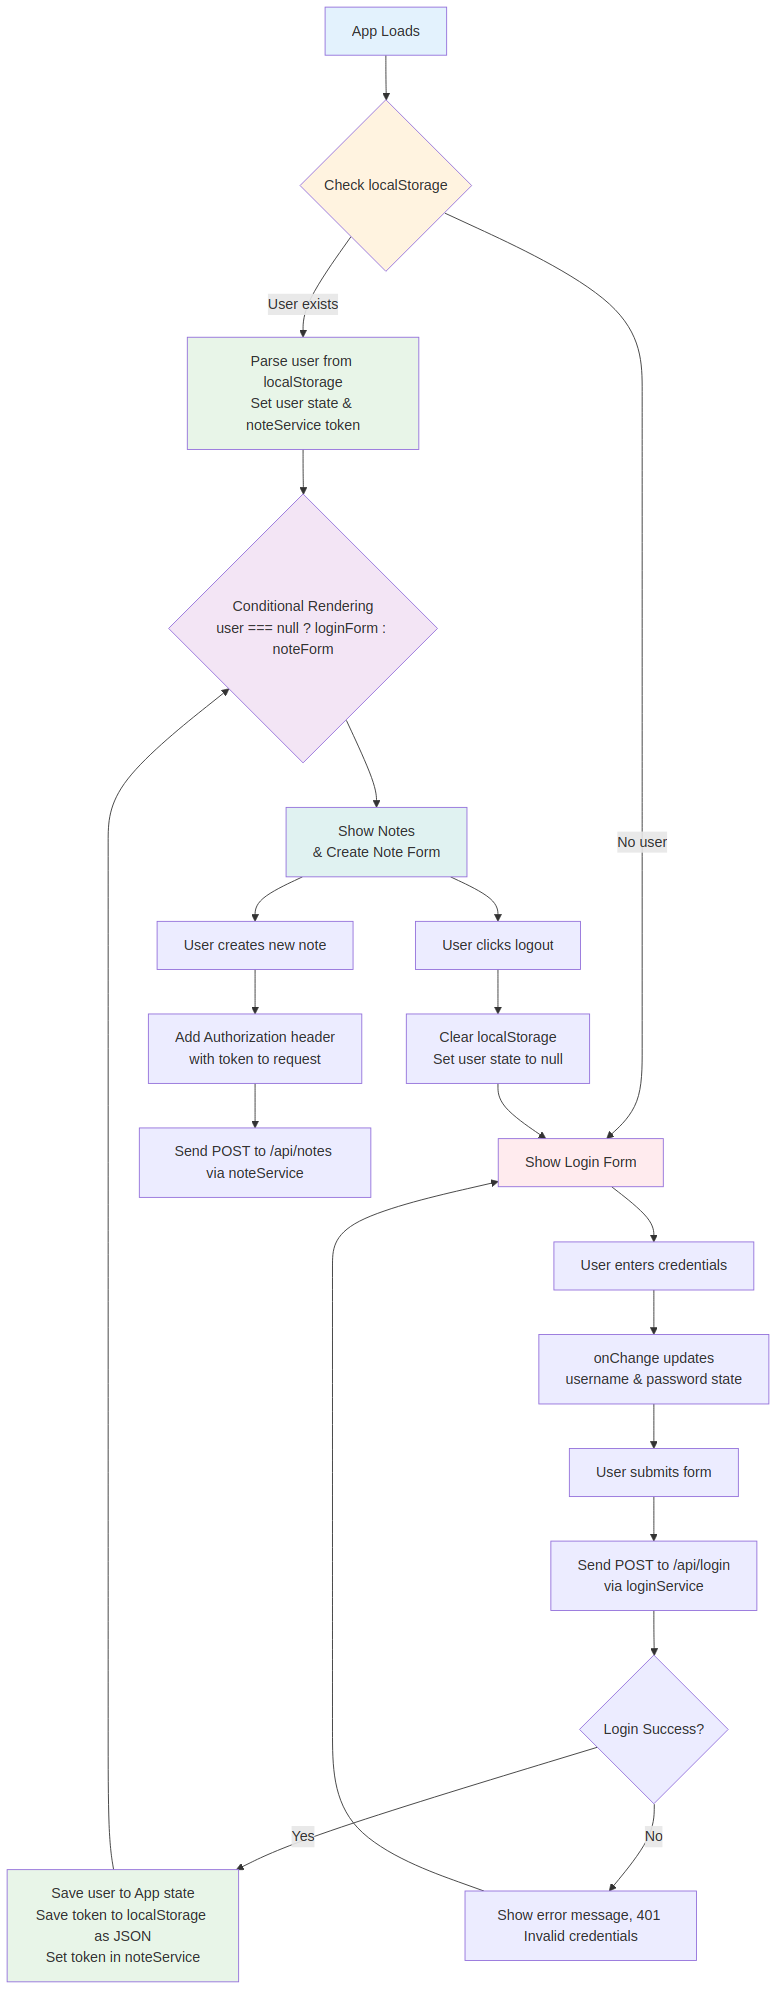 App Loads
Check localStorage
User exists
Parse user from
localStorage
Set user state &
noteService token
Conditional Rendering
user === null ? loginForm :
noteForm
Show Notes
& Create Note Form
No user
User creates new note
User clicks logout
Add Authorization header
with token to request
Clear localStorage
Set user state to null
Send POST to /api/notes
via noteService
Show Login Form
User enters credentials
onChange updates
username & password state
User submits form
Send POST to /api/login
via loginService
Login Success?
Yes
No
Save user to App state
Save token to localStorage
as JSON
Set token in noteService
Show error message, 401
Invalid credentials